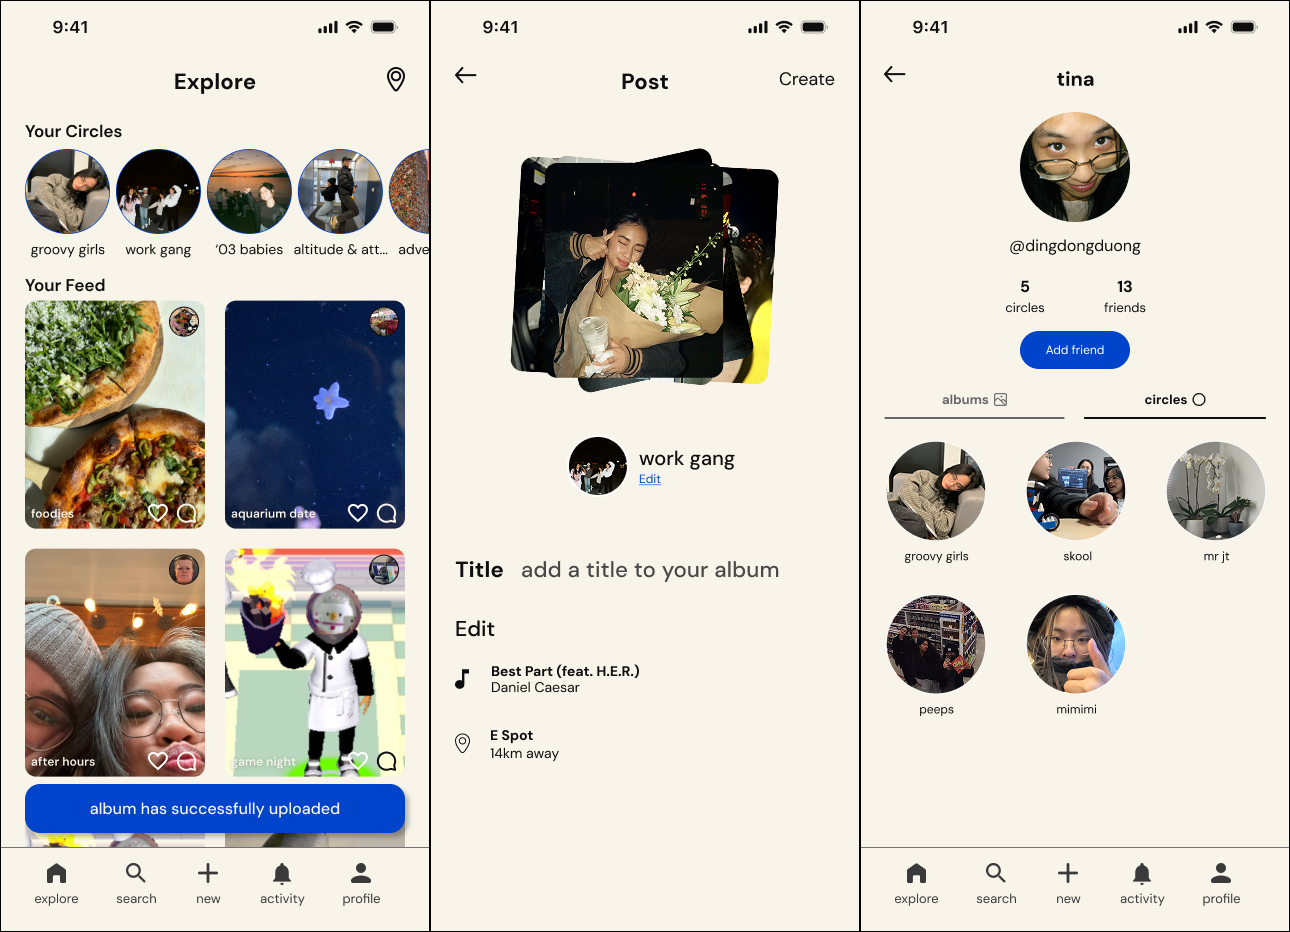 9:41
Explore
Your Circles
groovy girls
work gang
‘03 babies
altitude & att...
adve
Your Feed
foodies
aquarium date
after hours
game night
album has successfully uploaded
explore
search
new
activity
profile
9:41
Post
Create
work gang
Edit
Title
add a title to your album
Edit
Best Part (feat. H.E.R.)
Daniel Caesar
E Spot
14km away
9:41
tina
@dingdongduong
5
circles
13
friends
Add friend
albums
circles
groovy girls
skool
mr jt
peeps
mimimi
explore
search
new
activity
profile